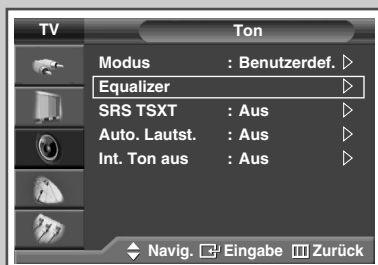 TV Ton
Modus : Benutzerdef.
Equalizer
SRS TSXT : Aus
Auto. Lautst. : Aus
Int. Ton aus : Aus
Navig. Eingabe Zurück